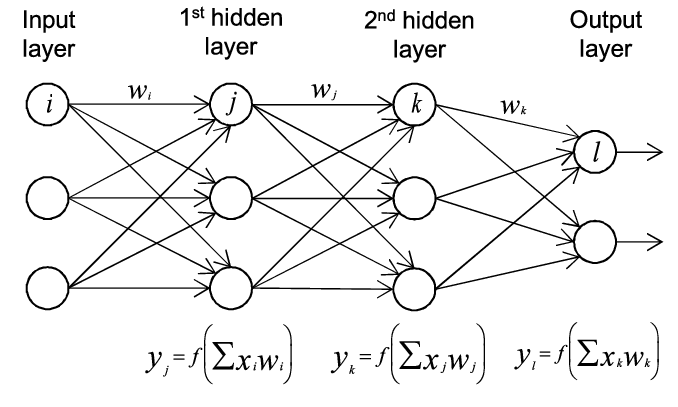 Input layer
1st hidden layer
2nd hidden layer
Output layer
i
wi
j
wj
k
wk
l
yj = f(∑xiwi)
yk = f(∑xjwj)
yl = f(∑xkwk)